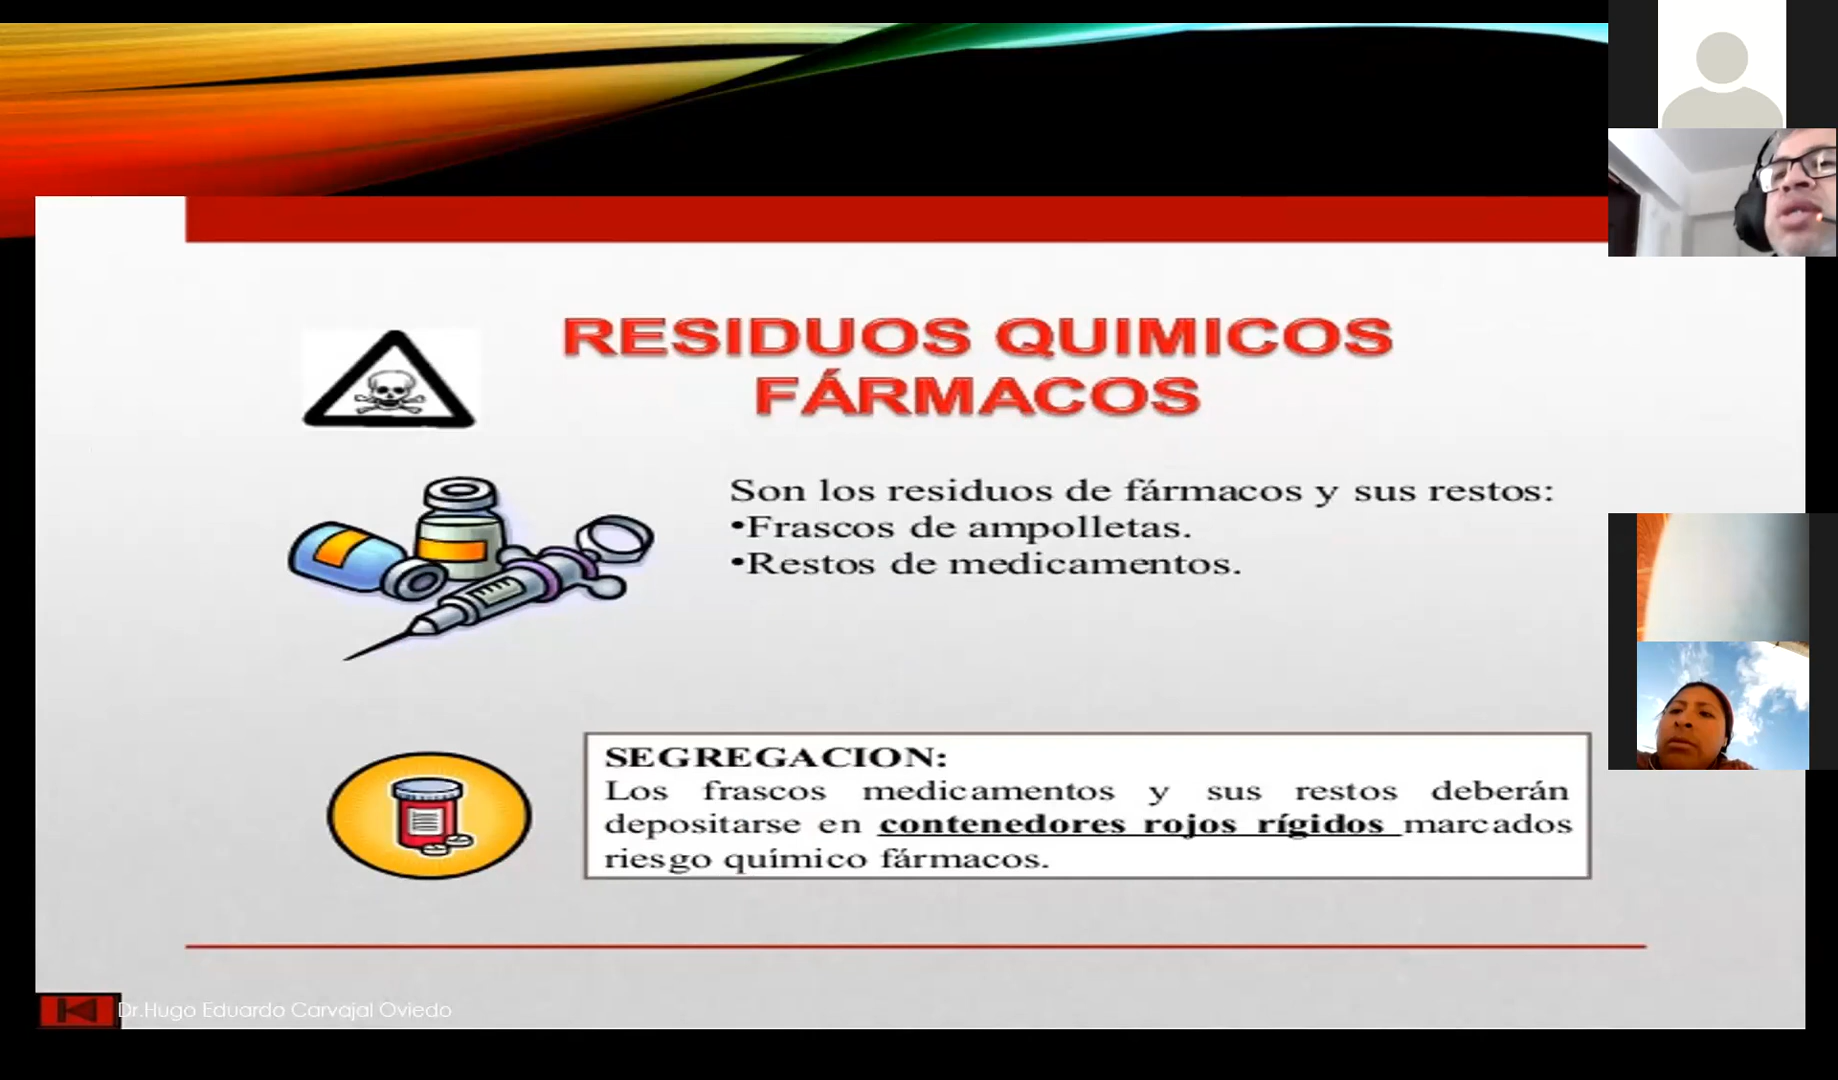 RESIDUOS QUIMICOS
FÁRMACOS
Son los residuos de fármacos y sus restos:
•Frascos de ampolletas.
•Restos de medicamentos.
SEGREGACION:
Los frascos medicamentos y sus restos deberán
depositarse en contenedores rojos rígidos marcados
riesgo químico fármacos.
Dr.Hugo Eduardo Carvajal Oviedo